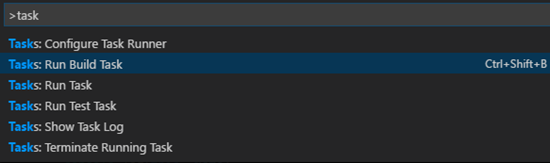 >task
Tasks: Configure Task Runner
Tasks: Run Build Task Ctrl+Shift+B
Tasks: Run Task
Tasks: Run Test Task
Tasks: Show Task Log
Tasks: Terminate Running Task